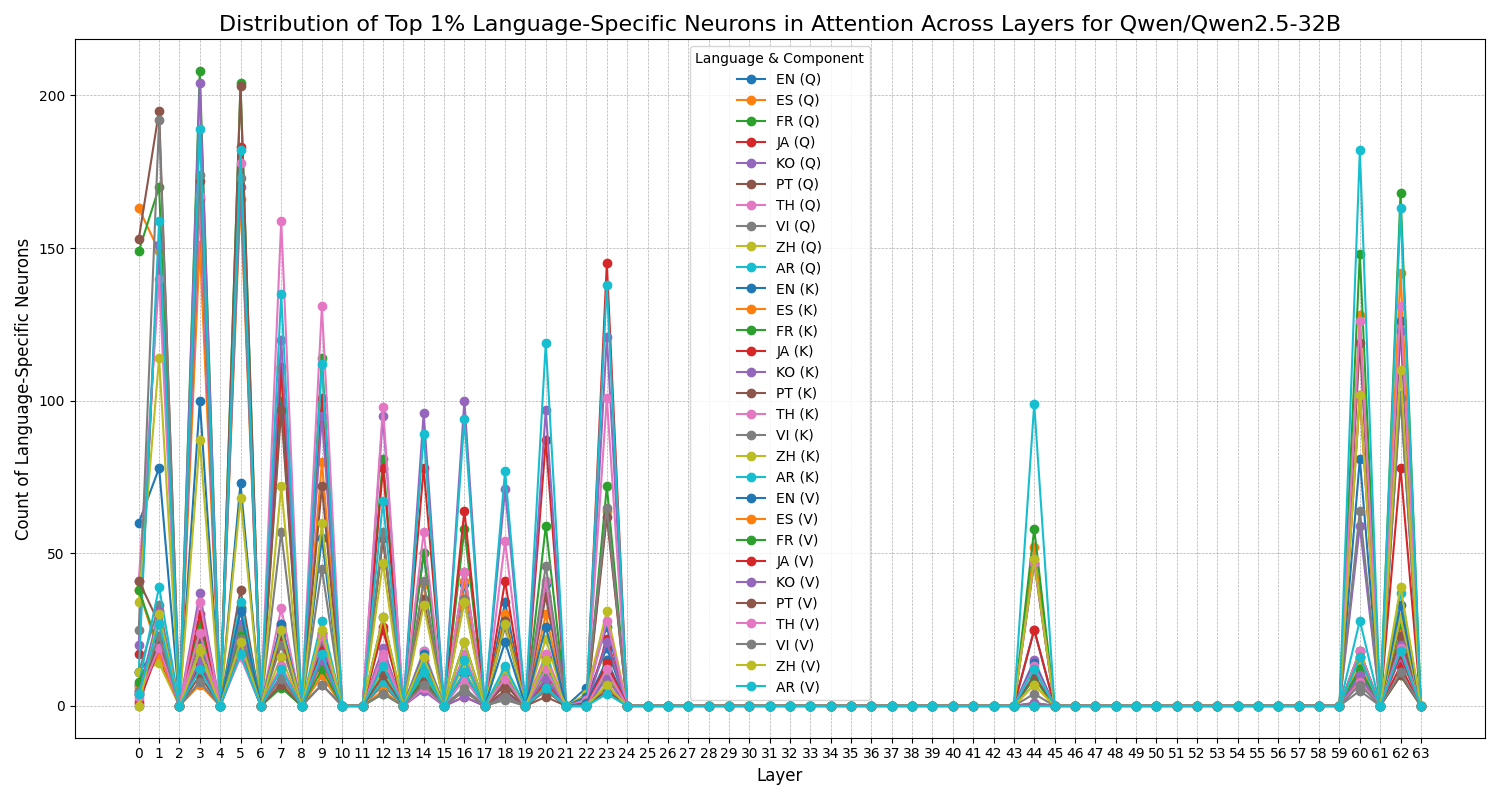 Distribution of Top 1% Language-Specific Neurons in Attention Across Layers for Qwen/Qwen2.5-32B
Count of Language-Specific Neurons
200
150
100
50
0
Language & Component
EN (Q)
ES (Q)
FR (Q)
JA (Q)
KO (Q)
PT (Q)
TH (Q)
VI (Q)
ZH (Q)
AR (Q)
EN (K)
ES (K)
FR (K)
JA (K)
KO (K)
PT (K)
TH (K)
VI (K)
ZH (K)
AR (K)
EN (V)
ES (V)
FR (V)
JA (V)
KO (V)
PT (V)
TH (V)
VI (V)
ZH (V)
AR (V)
0 1 2 3 4 5 6 7 8 9 10 11 12 13 14 15 16 17 18 19 20 21 22 23 24 25 26 27 28 29 30 31 32 33 34 35 36 37 38 39 40 41 42 43 44 45 46 47 48 49 50 51 52 53 54 55 56 57 58 59 60 61 62 63
Layer